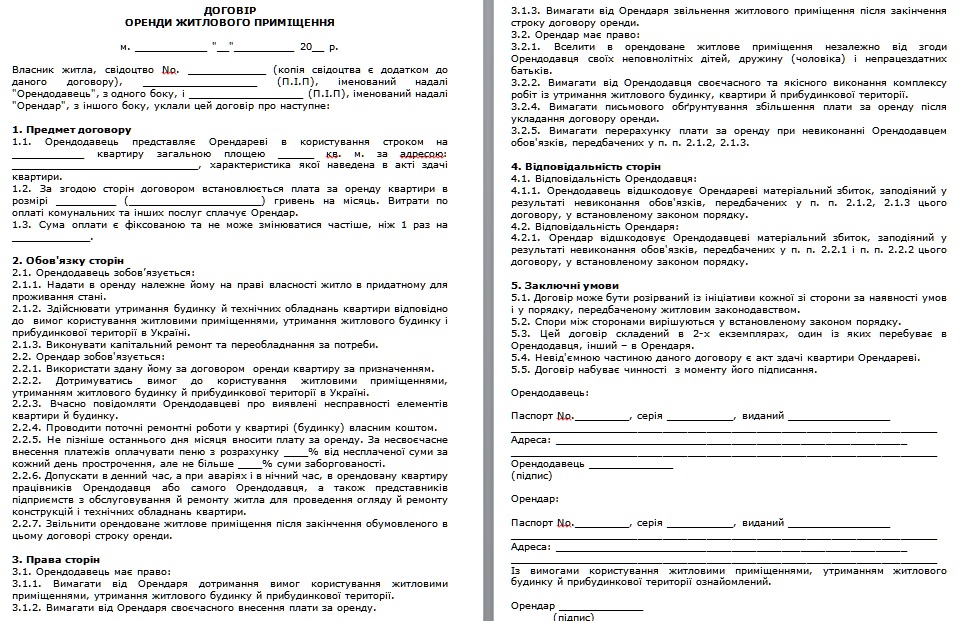 ДОГОВІР
ОРЕНДИ ЖИТЛОВОГО ПРИМІЩЕННЯ
м. _____________ "__"___________ 20__ р.
Власник житла, свідоцтво No. ______________ (копія свідоцтва є додатком до
даного договору), ____________________ (П.І.П), іменований надалі
"Орендодавець", з одного боку, і ____________________ (П.І.П), іменований надалі
"Орендар", з іншого боку, уклали цей договір про наступне:
1. Предмет договору
1.1. Орендодавець представляє Орендареві в користування строком на
_____________ квартиру загальною площею ______ кв. м. за адресою:
_________________________________, характеристика якої наведена в акті здачі
квартири.
1.2. За згодою сторін договором встановлюється плата за оренду квартири в
розмірі ___________ (________________________) гривень на місяць. Витрати по
оплаті комунальних та інших послуг сплачує Орендар.
1.3. Сума оплати є фіксованою та не може змінюватися частіше, ніж 1 раз на
______________.
2. Обов'язку сторін
2.1. Орендодавець зобов’язується:
2.1.1. Надати в оренду належне йому на праві власності житло в придатному для
проживання стані.
2.1.2. Здійснювати утримання будинку й технічних обладнань квартири відповідно
до вимог користування житловими приміщеннями, утримання житлового будинку і
прибудинкової території в Україні.
2.1.3. Виконувати капітальний ремонт та переобладнання за потреби.
2.2. Орендар зобов'язується:
2.2.1. Використати здану йому за договором оренди квартиру за призначенням.
2.2.2. Дотримуватись вимог до користування житловими приміщеннями,
утриманням житлового будинку й прибудинкової території в Україні.
2.2.3. Вчасно повідомляти Орендодавцеві про виявлені несправності елементів
квартири й будинку.
2.2.4. Проводити поточні ремонтні роботи у квартирі (будинку) власним коштом.
2.2.5. Не пізніше останнього дня місяця вносити плату за оренду. За несвоєчасне
внесення платежів оплачувати пеню з розрахунку ____% від несплаченої суми за
кожний день прострочення, але не більше ____% суми заборгованості.
2.2.6. Допускати в денний час, а при аваріях і в нічний час, в орендовану квартиру
працівників Орендодавця або самого Орендодавця, а також представників
підприємств з обслуговування й ремонту житла для проведення огляду й ремонту
конструкцій і технічних обладнань квартири.
2.2.7. Звільнити орендоване житлове приміщення після закінчення обумовленого в
цьому договорі строку оренди.
3. Права сторін
3.1. Орендодавець має право:
3.1.1. Вимагати від Орендаря дотримання вимог користування житловими
приміщеннями, утримання житлового будинку й прибудинкової території.
3.1.2. Вимагати від Орендаря своєчасного внесення плати за оренду.
3.1.3. Вимагати від Орендаря звільнення житлового приміщення після закінчення
строку договору оренди.
3.2. Орендар має право:
3.2.1. Вселити в орендоване житлове приміщення незалежно від згоди
Орендодавця своїх неповнолітніх дітей, дружину (чоловіка) і непрацездатних
батьків.
3.2.2. Вимагати від Орендодавця своєчасного та якісного виконання комплексу
робіт із утримання житлового будинку, квартири й прибудинкової території.
3.2.4. Вимагати письмового обґрунтування збільшення плати за оренду після
укладання договору оренди.
3.2.5. Вимагати перерахунку плати за оренду при невиконанні Орендодавцем
обов'язків, передбачених у п. п. 2.1.2, 2.1.3.
4. Відповідальність сторін
4.1. Відповідальність Орендодавця:
4.1.1. Орендодавець відшкодовує Орендареві матеріальний збиток, заподіяний у
результаті невиконання обов'язків, передбачених у п. п. 2.1.2, 2.1.3 цього
договору, у встановленому законом порядку.
4.2. Відповідальність Орендаря:
4.2.1. Орендар відшкодовує Орендодавцеві матеріальний збиток, заподіяний у
результаті невиконання обов'язків, передбачених у п. п. 2.2.1 і п. п. 2.2.2 цього
договору, у встановленому законом порядку.
5. Заключні умови
5.1. Договір може бути розірваний із ініціативи кожної зі сторони за наявності умов
і у порядку, передбаченому житловим законодавством.
5.2. Спори між сторонами вирішуються у встановленому законом порядку.
5.3. Цей договір складений в 2-х екземплярах, один із яких перебуває в
Орендодавця, інший – в Орендаря.
5.4. Невід'ємною частиною даного договору є акт здачі квартири Орендареві.
5.5. Договір набуває чинності з моменту його підписання.
Орендодавець:
Паспорт No._________, серія ___________, виданий _________________
Адреса: ___________________________________________________________
Орендодавець ______________
(підпис)
Орендар:
Паспорт No._________, серія ___________, виданий _________________
Адреса: ___________________________________________________________
Із вимогами користування житловими приміщеннями, утриманням житлового
будинку й прибудинкової території ознайомлений.
Орендар ______________
(підпис)